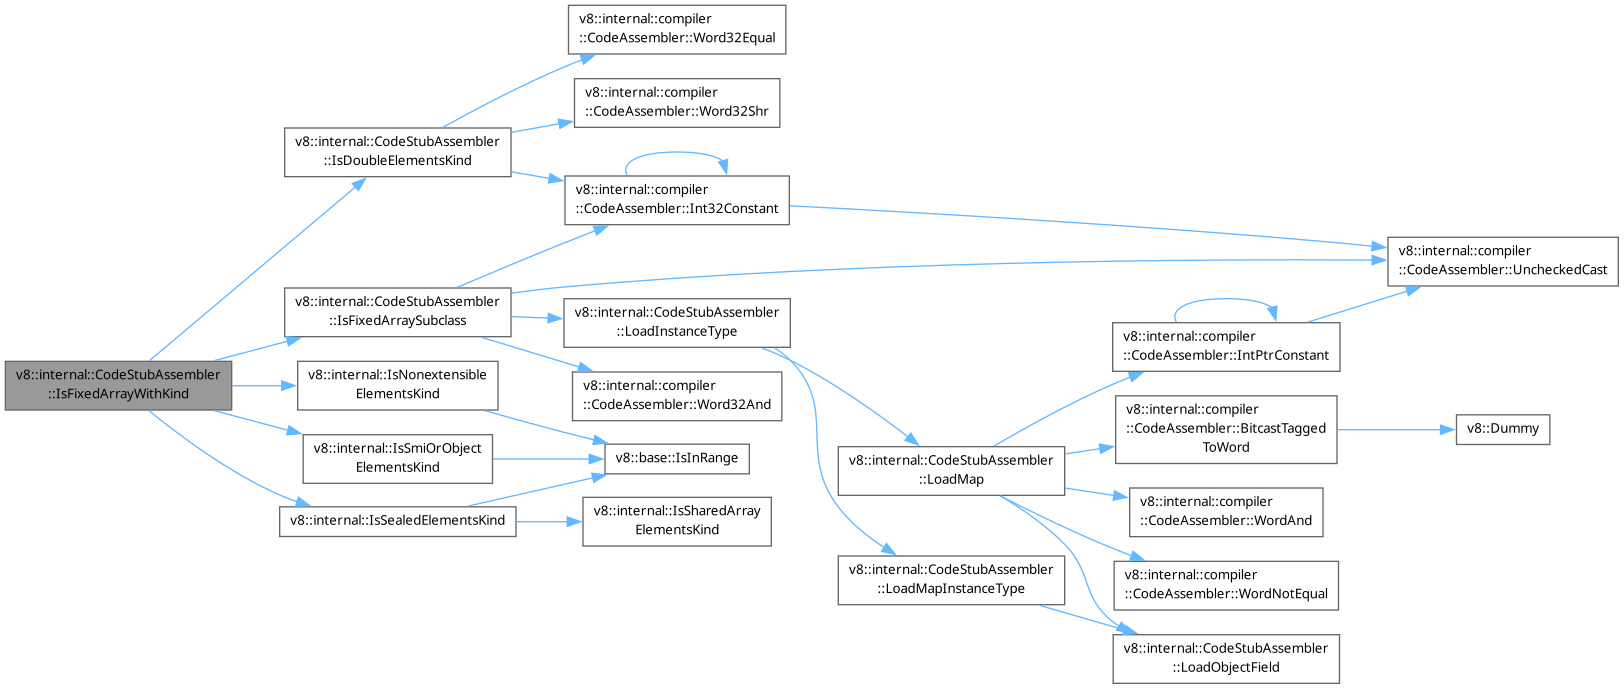 v8::internal::CodeStubAssembler
::IsFixedArrayWithKind
v8::internal::CodeStubAssembler
::IsDoubleElementsKind
v8::internal::compiler
::CodeAssembler::Word32Equal
v8::internal::compiler
::CodeAssembler::Word32Shr
v8::internal::compiler
::CodeAssembler::Int32Constant
v8::internal::compiler
::CodeAssembler::UncheckedCast
v8::internal::CodeStubAssembler
::IsFixedArraySubclass
v8::internal::CodeStubAssembler
::LoadInstanceType
v8::internal::compiler
::CodeAssembler::Word32And
v8::internal::IsNonextensible
ElementsKind
v8::internal::IsSmiOrObject
ElementsKind
v8::base::IsInRange
v8::internal::IsSealedElementsKind
v8::internal::IsSharedArray
ElementsKind
v8::internal::CodeStubAssembler
::LoadMap
v8::internal::CodeStubAssembler
::LoadMapInstanceType
v8::internal::compiler
::CodeAssembler::IntPtrConstant
v8::internal::compiler
::CodeAssembler::BitcastTagged
ToWord
v8::Dummy
v8::internal::compiler
::CodeAssembler::WordAnd
v8::internal::compiler
::CodeAssembler::WordNotEqual
v8::internal::CodeStubAssembler
::LoadObjectField